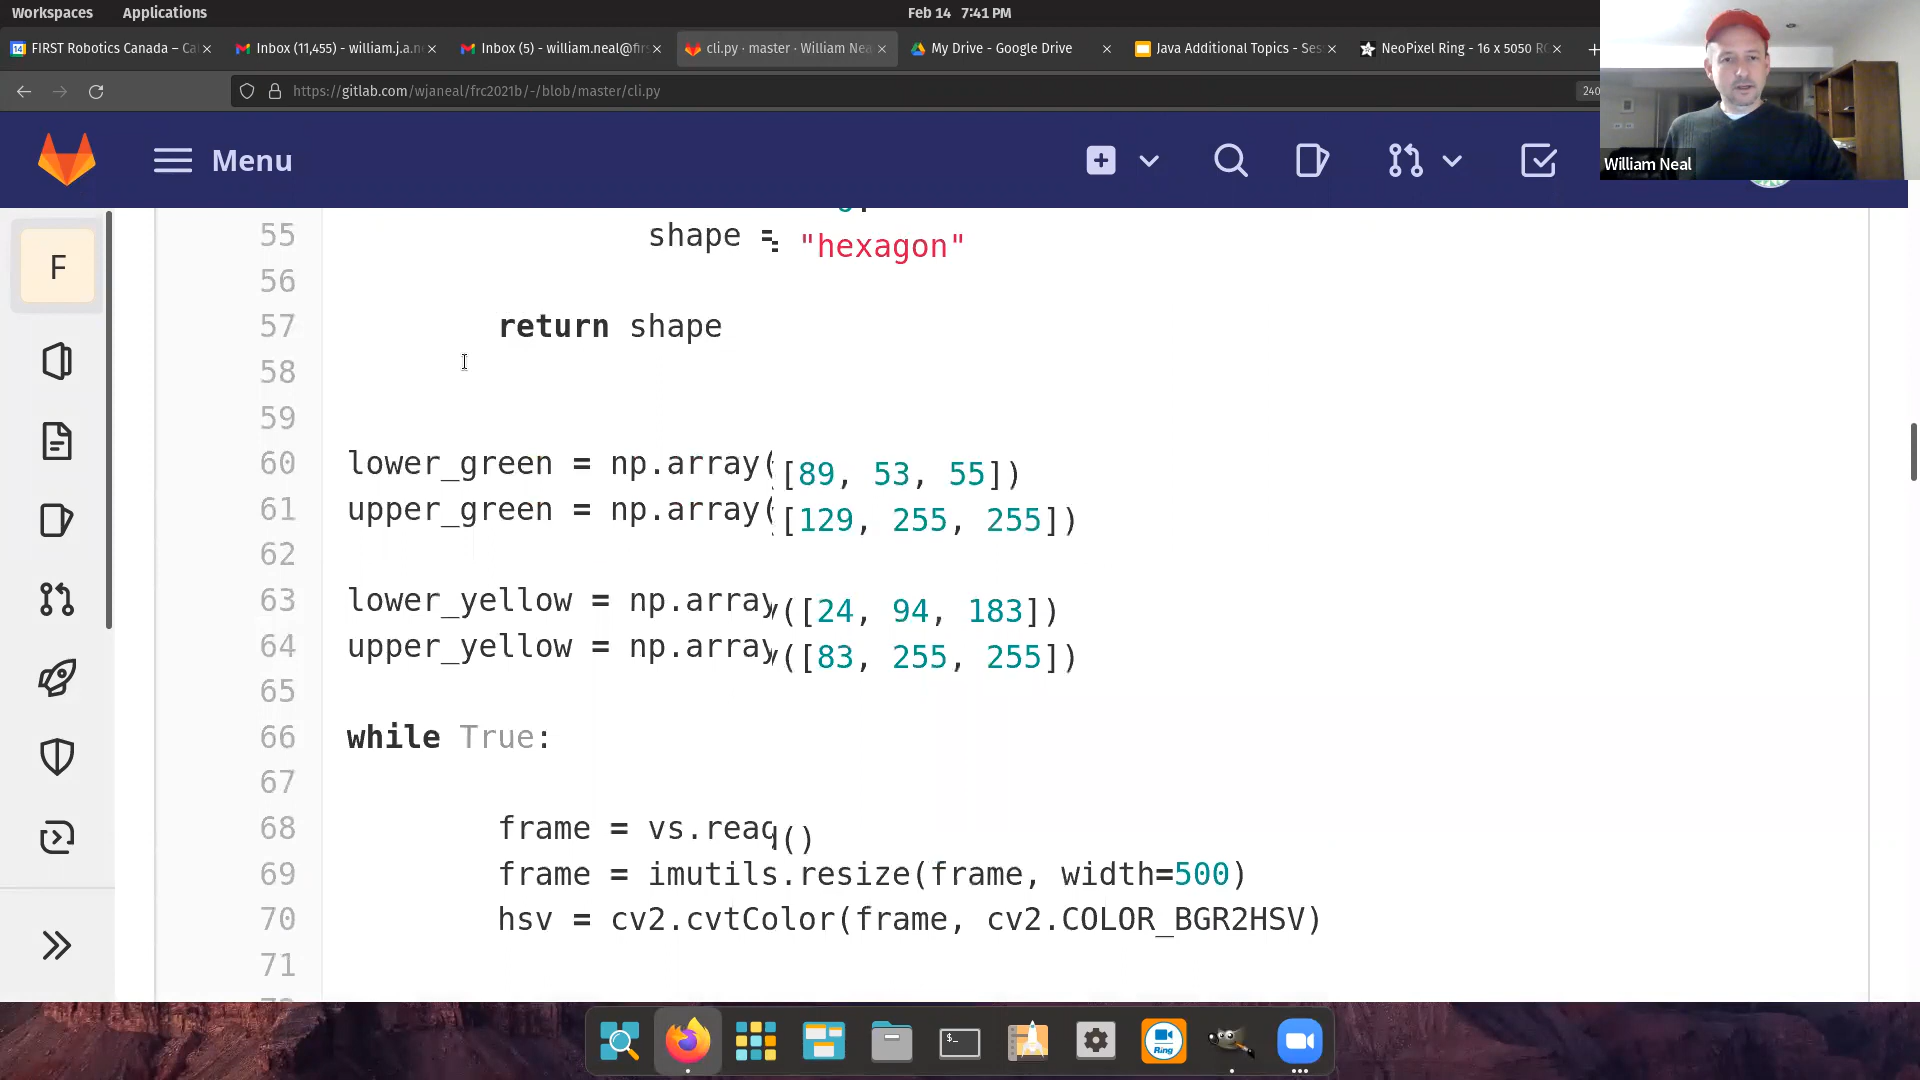 Workspaces Applications Feb 14 7:41 PM
FIRST Robotics Canada – Ca
Inbox (11,455) - william.j.a.n
Inbox (5) - william.neal@firs
cli.py · master · William Nea
My Drive - Google Drive
Java Additional Topics - Ses
NeoPixel Ring - 16 x 5050 RG
https://gitlab.com/wjaneal/frc2021b/-/blob/master/cli.py
240
Menu
William Neal
F
55 shape = "hexagon"
56
57 return shape
58
59
60 lower_green = np.array([89, 53, 55])
61 upper_green = np.array([129, 255, 255])
62
63 lower_yellow = np.array([24, 94, 183])
64 upper_yellow = np.array([83, 255, 255])
65
66 while True:
67
68 frame = vs.read()
69 frame = imutils.resize(frame, width=500)
70 hsv = cv2.cvtColor(frame, cv2.COLOR_BGR2HSV)
71
Ring